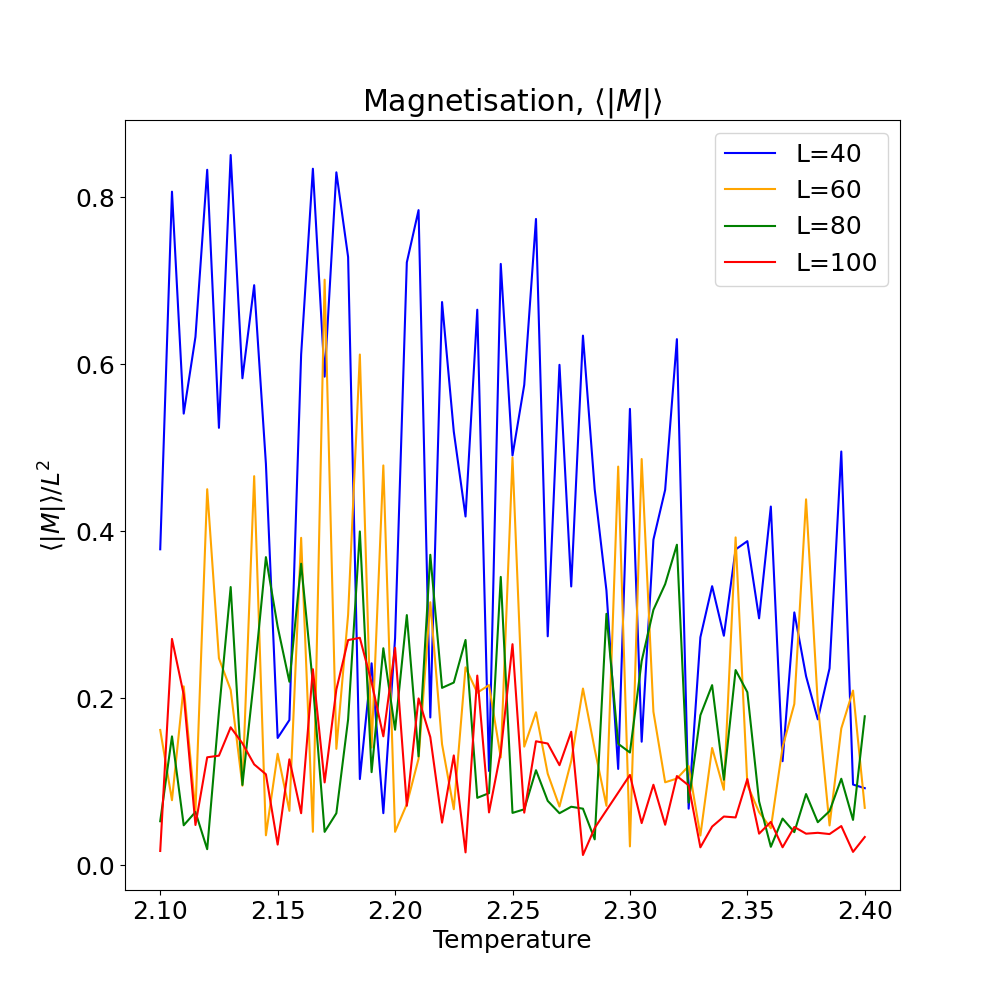 Magnetisation, ⟨|M|⟩
L=40
L=60
L=80
L=100
⟨|M|⟩/L²
0.8
0.6
0.4
0.2
0.0
2.10 2.15 2.20 2.25 2.30 2.35 2.40
Temperature